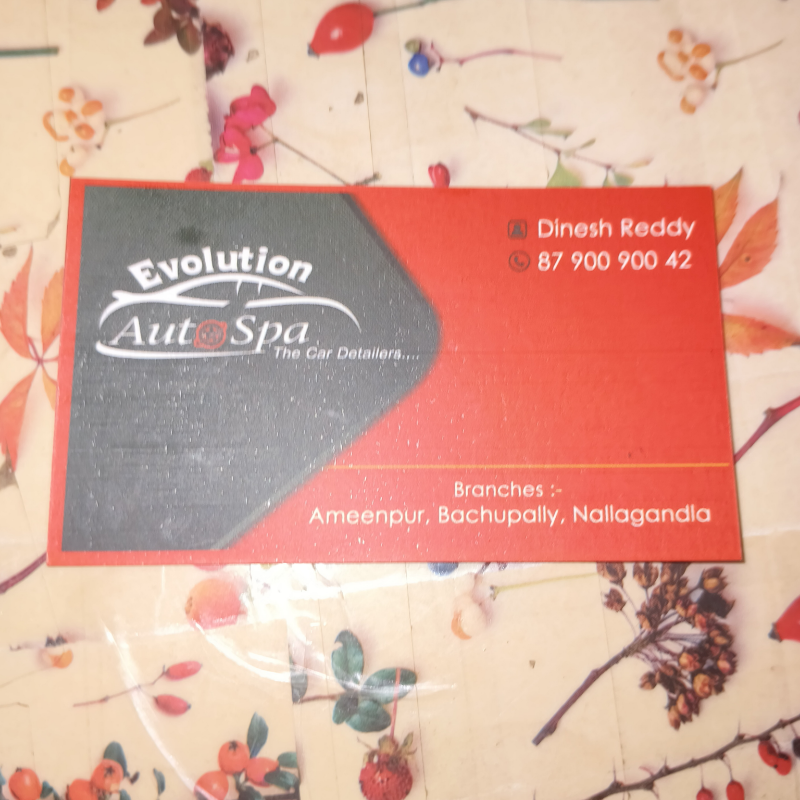 Evolution
Auto Spa
The Car Detailers....
Dinesh Reddy
87 900 900 42
Branches :-
Ameenpur, Bachupally, Nallagandla